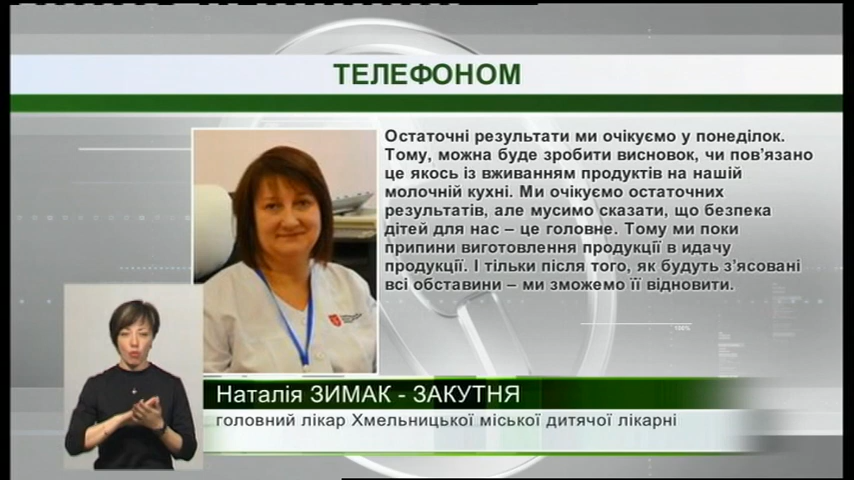 ТЕЛЕФОНОМ
Остаточні результати ми очікуємо у понеділок.
Тому, можна буде зробити висновок, чи пов'язано
це якось із вживанням продуктів на нашій
молочній кухні. Ми очікуємо остаточних
результатів, але мусимо сказати, що безпека
дітей для нас – це головне. Тому ми поки
припини виготовлення продукції в идачу
продукції. І тільки після того, як будуть з'ясовані
всі обставини – ми зможемо її відновити.
100%
Наталія ЗИМАК - ЗАКУТНЯ
головний лікар Хмельницької міської дитячої лікарні